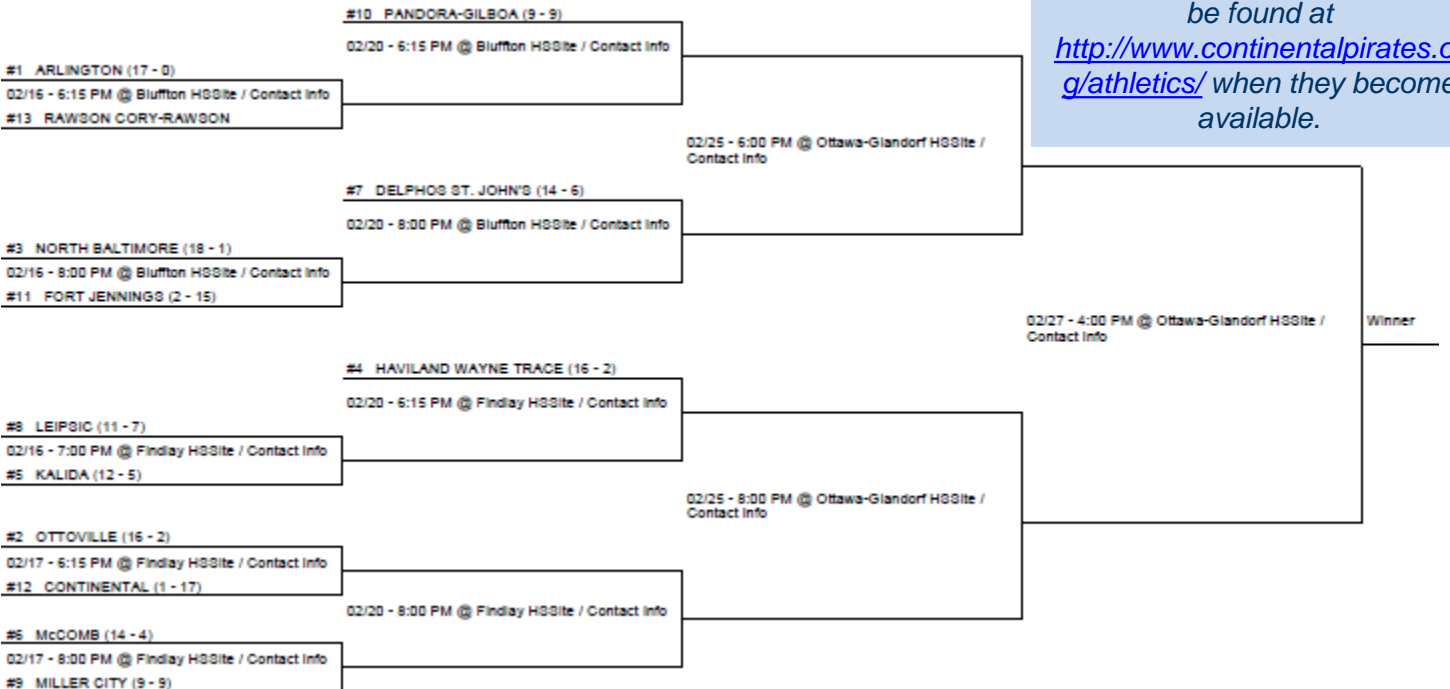 #10 PANDORA-GILBOA (9 - 9)
02/20 - 6:15 PM @ Bluffton HSSite / Contact Info
#1 ARLINGTON (17 - 0)
02/16 - 6:15 PM @ Bluffton HSSite / Contact Info
#13 RAWSON CORY-RAWSON
02/25 - 6:00 PM @ Ottawa-Glandorf HSSite /
Contact Info
#7 DELPHOS ST. JOHN'S (14 - 6)
02/20 - 8:00 PM @ Bluffton HSSite / Contact Info
#3 NORTH BALTIMORE (18 - 1)
02/16 - 8:00 PM @ Bluffton HSSite / Contact Info
#11 FORT JENNINGS (2 - 15)
02/27 - 4:00 PM @ Ottawa-Glandorf HSSite /
Contact Info
Winner
#4 HAVILAND WAYNE TRACE (16 - 2)
02/20 - 6:15 PM @ Findlay HSSite / Contact Info
#8 LEIPSIC (11 - 7)
02/16 - 7:00 PM @ Findlay HSSite / Contact Info
#5 KALIDA (12 - 5)
02/25 - 8:00 PM @ Ottawa-Glandorf HSSite /
Contact Info
#2 OTTOVILLE (16 - 2)
02/17 - 6:15 PM @ Findlay HSSite / Contact Info
#12 CONTINENTAL (1 - 17)
02/20 - 8:00 PM @ Findlay HSSite / Contact Info
#6 McCOMB (14 - 4)
02/17 - 8:00 PM @ Findlay HSSite / Contact Info
#9 MILLER CITY (9 - 9)
be found at
http://www.continentalpirates.o
g/athletics/ when they become
available.